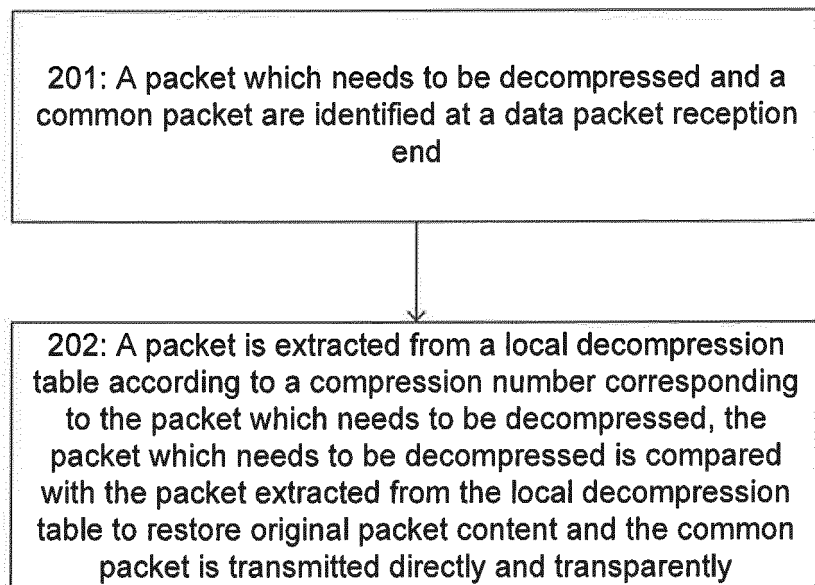 201: A packet which needs to be decompressed and a
common packet are identified at a data packet reception
end
202: A packet is extracted from a local decompression
table according to a compression number corresponding
to the packet which needs to be decompressed, the
packet which needs to be decompressed is compared
with the packet extracted from the local decompression
table to restore original packet content and the common
packet is transmitted directly and transparently